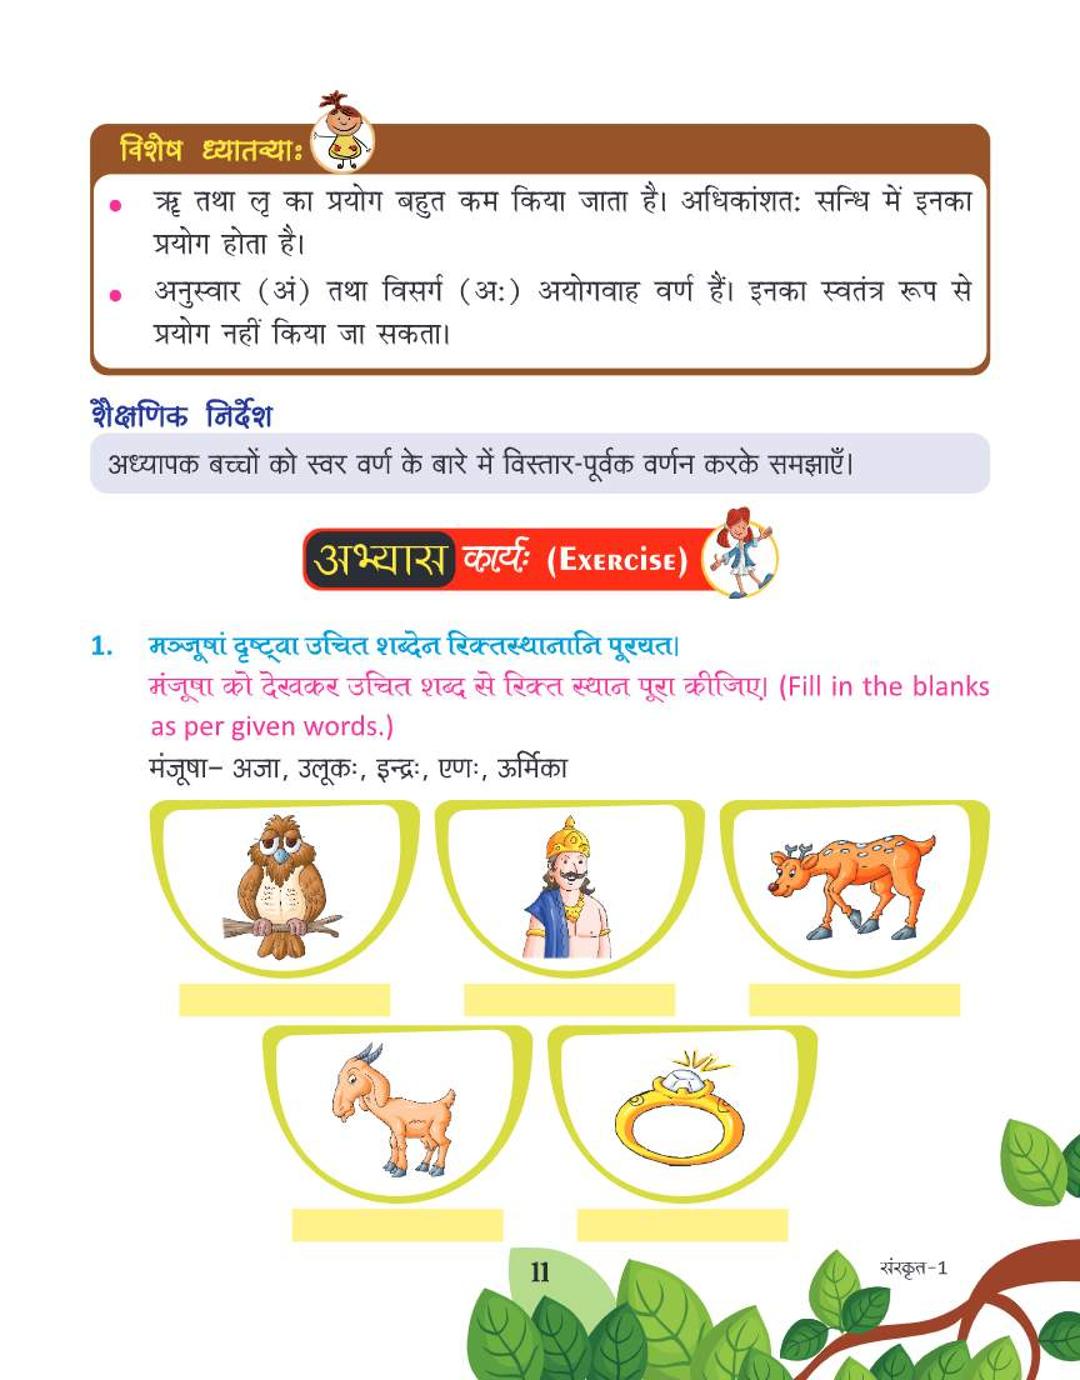 विशेष ध्यातव्याः
• ॠ तथा लृ का प्रयोग बहुत कम किया जाता है। अधिकांशतः सन्धि में इनका
प्रयोग होता है।
• अनुस्वार (अं) तथा विसर्ग (अः) अयोगवाह वर्ण हैं। इनका स्वतंत्र रूप से
प्रयोग नहीं किया जा सकता।
शैक्षणिक निर्देश
अध्यापक बच्चों को स्वर वर्ण के बारे में विस्तार-पूर्वक वर्णन करके समझाएँ।
अभ्यास कार्यः (EXERCISE)
1. मञ्जूषां दृष्ट्वा उचित शब्देन रिक्तस्थानानि पूरयत।
मंजूषा को देखकर उचित शब्द से रिक्त स्थान पूरा कीजिए। (Fill in the blanks
as per given words.)
मंजूषा– अजा, उलूकः, इन्द्रः, एणः, ऊर्मिका
11
संस्कृत-1